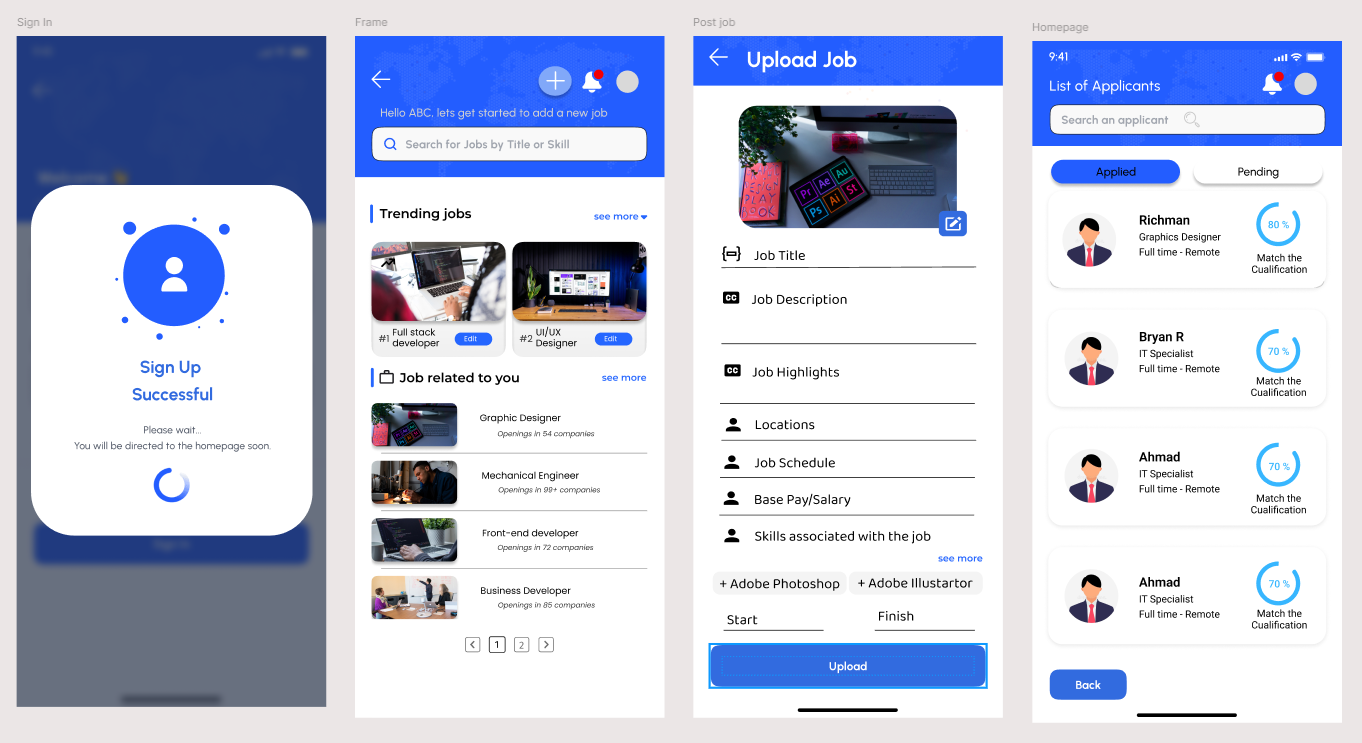 Sign In
Sign Up
Successful
Please wait...
You will be directed to the homepage soon.
Frame
Hello ABC, lets get started to add a new job
Search for Jobs by Title or Skill
Trending jobs
see more
#1 Full stack
developer
Edit
#2 UI/UX
Designer
Edit
Job related to you
see more
Graphic Designer
Openings in 54 companies
Mechanical Engineer
Openings in 99+ companies
Front-end developer
Openings in 72 companies
Business Developer
Openings in 85 companies
1 2
Post job
Upload Job
Pr Ae Au
Ps Ai St
Job Title
CC Job Description
CC Job Highlights
Locations
Job Schedule
Base Pay/Salary
Skills associated with the job
see more
+ Adobe Photoshop + Adobe Illustartor
Start Finish
Upload
Homepage
9:41
List of Applicants
Search an applicant
Applied Pending
Richman
Graphics Designer
Full time - Remote
80 %
Match the
Cualification
Bryan R
IT Specialist
Full time - Remote
70 %
Match the
Cualification
Ahmad
IT Specialist
Full time - Remote
70 %
Match the
Cualification
Ahmad
IT Specialist
Full time - Remote
70 %
Match the
Cualification
Back